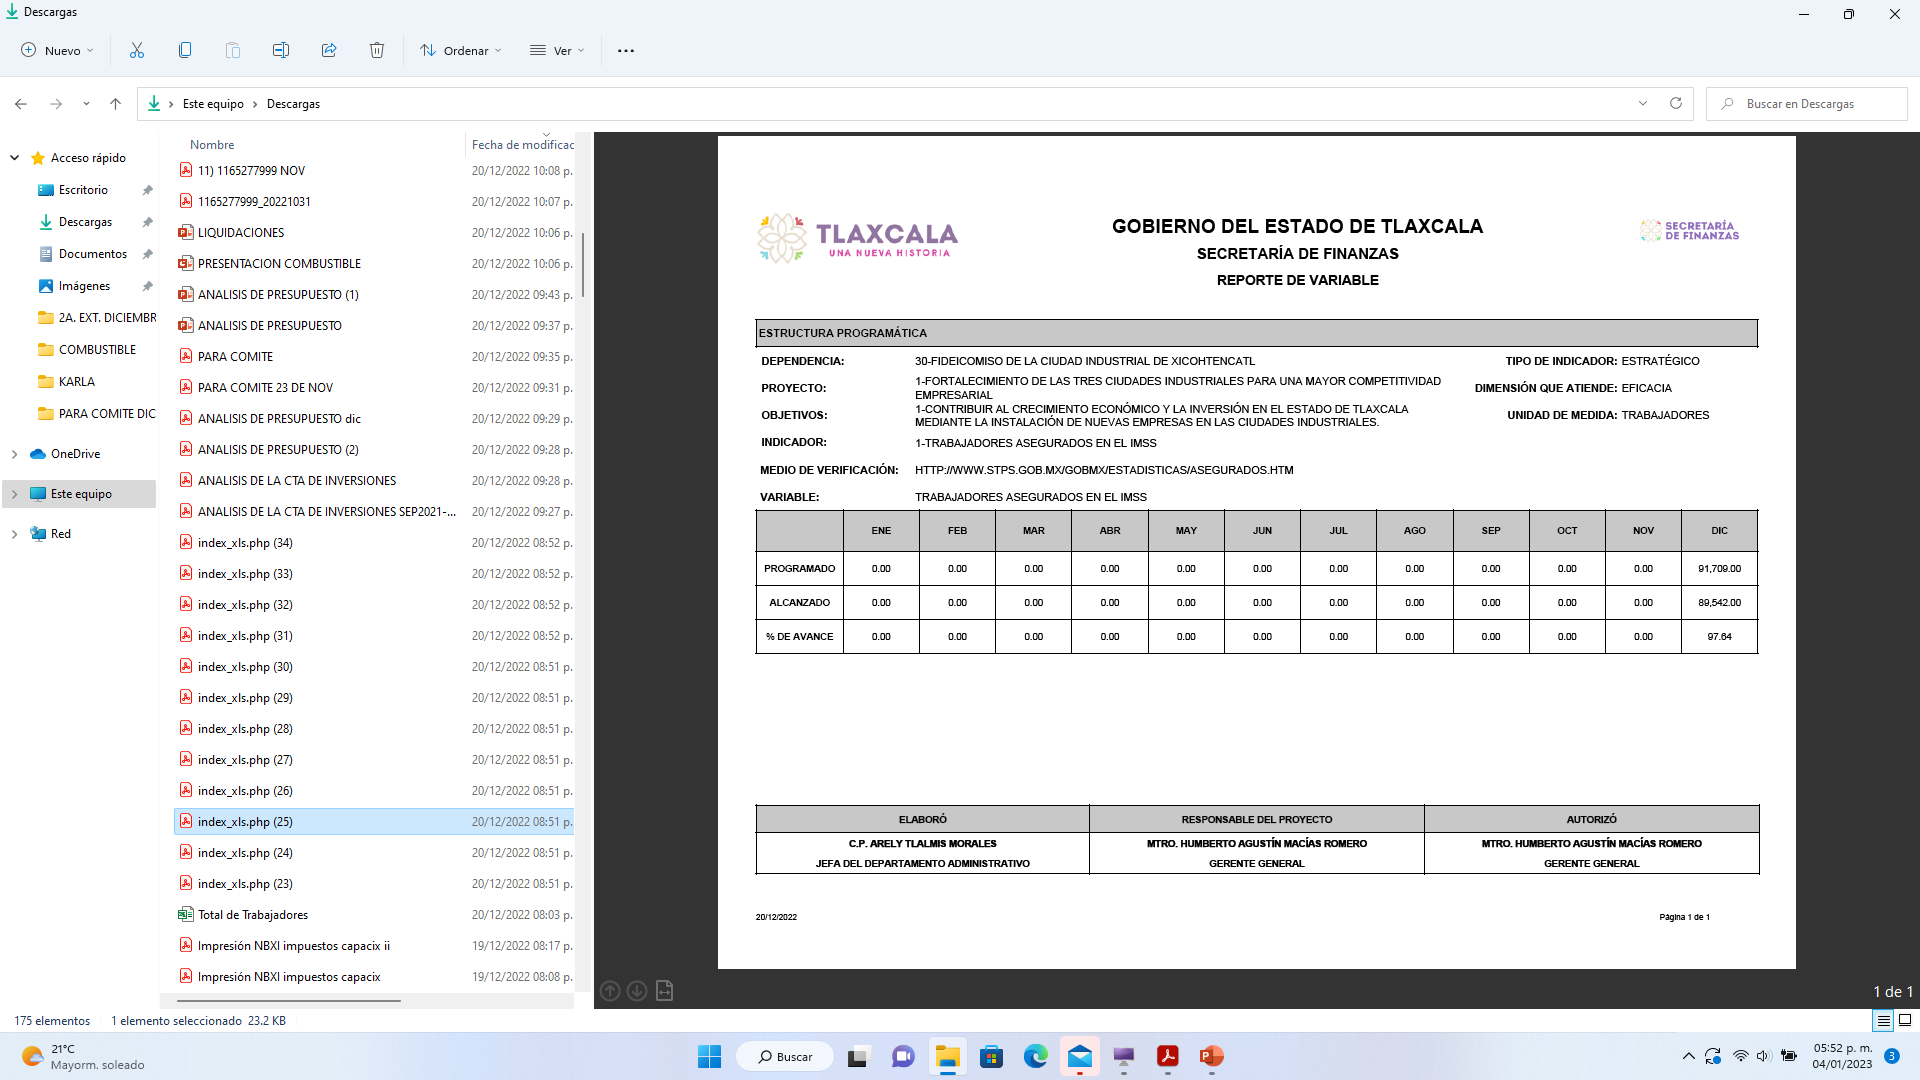 Descargas
Nuevo
Ordenar
Ver
Este equipo > Descargas
Buscar en Descargas
Acceso rápido
Escritorio
Descargas
Documentos
Imágenes
2A. EXT. DICIEMBR
COMBUSTIBLE
KARLA
PARA COMITE DIC
OneDrive
Este equipo
Red
Nombre Fecha de modificac
11) 1165277999 NOV 20/12/2022 10:08 p.
1165277999_20221031 20/12/2022 10:07 p.
LIQUIDACIONES 20/12/2022 10:06 p.
PRESENTACION COMBUSTIBLE 20/12/2022 10:06 p.
ANALISIS DE PRESUPUESTO (1) 20/12/2022 09:43 p.
ANALISIS DE PRESUPUESTO 20/12/2022 09:37 p.
PARA COMITE 20/12/2022 09:35 p.
PARA COMITE 23 DE NOV 20/12/2022 09:31 p.
ANALISIS DE PRESUPUESTO dic 20/12/2022 09:29 p.
ANALISIS DE PRESUPUESTO (2) 20/12/2022 09:28 p.
ANALISIS DE LA CTA DE INVERSIONES 20/12/2022 09:28 p.
ANALISIS DE LA CTA DE INVERSIONES SEP2021-... 20/12/2022 09:27 p.
index_xls.php (34) 20/12/2022 08:52 p.
index_xls.php (33) 20/12/2022 08:52 p.
index_xls.php (32) 20/12/2022 08:52 p.
index_xls.php (31) 20/12/2022 08:52 p.
index_xls.php (30) 20/12/2022 08:51 p.
index_xls.php (29) 20/12/2022 08:51 p.
index_xls.php (28) 20/12/2022 08:51 p.
index_xls.php (27) 20/12/2022 08:51 p.
index_xls.php (26) 20/12/2022 08:51 p.
index_xls.php (25) 20/12/2022 08:51 p.
index_xls.php (24) 20/12/2022 08:51 p.
index_xls.php (23) 20/12/2022 08:51 p.
Total de Trabajadores 20/12/2022 08:03 p.
Impresión NBXI impuestos capacix ii 19/12/2022 08:17 p.
Impresión NBXI impuestos capacix 19/12/2022 08:08 p.
TLAXCALA
UNA NUEVA HISTORIA
GOBIERNO DEL ESTADO DE TLAXCALA
SECRETARÍA DE FINANZAS
REPORTE DE VARIABLE
SECRETARÍA
DE FINANZAS
ESTRUCTURA PROGRAMÁTICA
DEPENDENCIA: 30-FIDEICOMISO DE LA CIUDAD INDUSTRIAL DE XICOHTENCATL TIPO DE INDICADOR: ESTRATÉGICO
PROYECTO: 1-FORTALECIMIENTO DE LAS TRES CIUDADES INDUSTRIALES PARA UNA MAYOR COMPETITIVIDAD
EMPRESARIAL DIMENSIÓN QUE ATIENDE: EFICACIA
OBJETIVOS: 1-CONTRIBUIR AL CRECIMIENTO ECONÓMICO Y LA INVERSIÓN EN EL ESTADO DE TLAXCALA
MEDIANTE LA INSTALACIÓN DE NUEVAS EMPRESAS EN LAS CIUDADES INDUSTRIALES. UNIDAD DE MEDIDA: TRABAJADORES
INDICADOR: 1-TRABAJADORES ASEGURADOS EN EL IMSS
MEDIO DE VERIFICACIÓN: HTTP://WWW.STPS.GOB.MX/GOBMX/ESTADISTICAS/ASEGURADOS.HTM
VARIABLE: TRABAJADORES ASEGURADOS EN EL IMSS
ENE FEB MAR ABR MAY JUN JUL AGO SEP OCT NOV DIC
PROGRAMADO 0.00 0.00 0.00 0.00 0.00 0.00 0.00 0.00 0.00 0.00 0.00 91,709.00
ALCANZADO 0.00 0.00 0.00 0.00 0.00 0.00 0.00 0.00 0.00 0.00 0.00 89,542.00
% DE AVANCE 0.00 0.00 0.00 0.00 0.00 0.00 0.00 0.00 0.00 0.00 0.00 97.64
ELABORÓ RESPONSABLE DEL PROYECTO AUTORIZÓ
C.P. ARELY TLALMIS MORALES MTRO. HUMBERTO AGUSTÍN MACÍAS ROMERO MTRO. HUMBERTO AGUSTÍN MACÍAS ROMERO
JEFA DEL DEPARTAMENTO ADMINISTRATIVO GERENTE GENERAL GERENTE GENERAL
20/12/2022 Página 1 de 1
1 de 1
175 elementos 1 elemento seleccionado 23.2 KB
21°C
Mayorm. soleado
Buscar
05:52 p. m.
04/01/2023
3